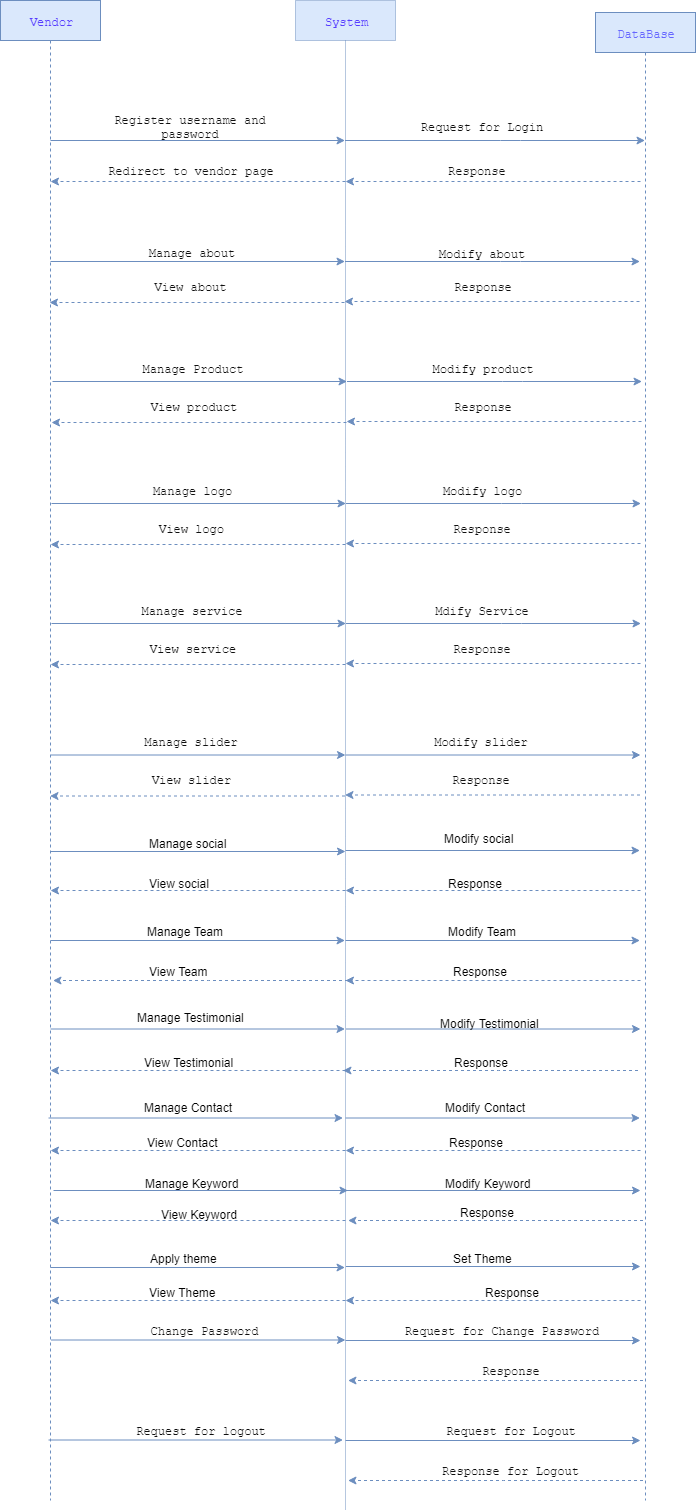 Vendor
System
DataBase
Register username and
password
Request for Login
Redirect to vendor page
Response
Manage about
Modify about
View about
Response
Manage Product
Modify product
View product
Response
Manage logo
Modify logo
View logo
Response
Manage service
Mdify Service
View service
Response
Manage slider
Modify slider
View slider
Response
Manage social
Modify social
View social
Response
Manage Team
Modify Team
View Team
Response
Manage Testimonial
Modify Testimonial
View Testimonial
Response
Manage Contact
Modify Contact
View Contact
Response
Manage Keyword
Modify Keyword
View Keyword
Response
Apply theme
Set Theme
View Theme
Response
Change Password
Request for Change Password
Response
Request for logout
Request for Logout
Response for Logout